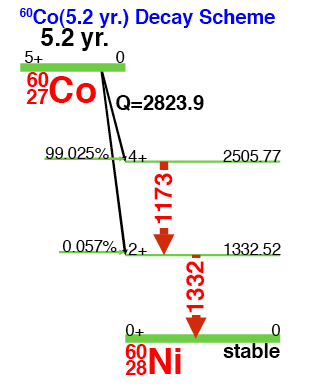 60Co(5.2 yr.) Decay Scheme
5.2 yr.
5+ 0
60
27Co
Q=2823.9
99.025% 4+ 2505.77
1173
0.057% 2+ 1332.52
1332
0+ 0
60
28Ni stable